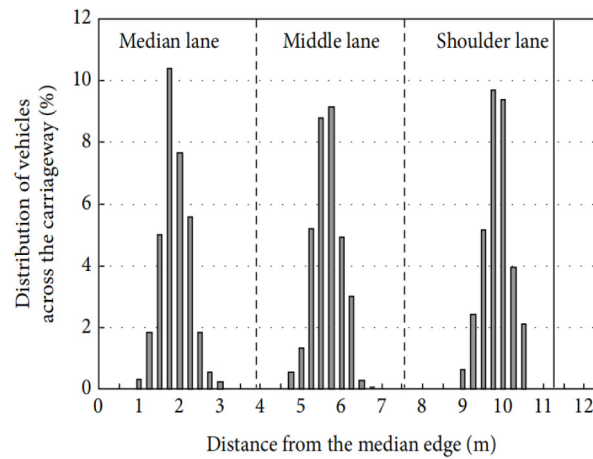 12
Median lane
Middle lane
Shoulder lane
10
8
6
4
2
0
Distribution of vehicles
across the carriageway (%)
0 1 2 3 4 5 6 7 8 9 10 11 12
Distance from the median edge (m)